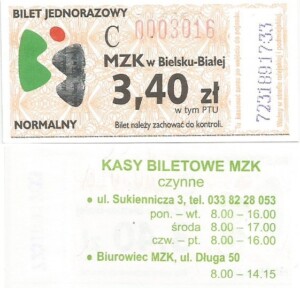 BILET JEDNORAZOWY
C 0003016
MZK w Bielsku-Białej
3,40 zł
w tym PTU
NORMALNY
Bilet należy zachować do kontroli.
7231891733
KASY BILETOWE MZK
czynne
• ul. Sukiennicza 3, tel. 033 82 28 053
pon. – wt. 8.00 – 16.00
środa 8.00 – 17.00
czw. – pt. 8.00 – 16.00
• Biurowiec MZK, ul. Długa 50
8.00 – 14.15